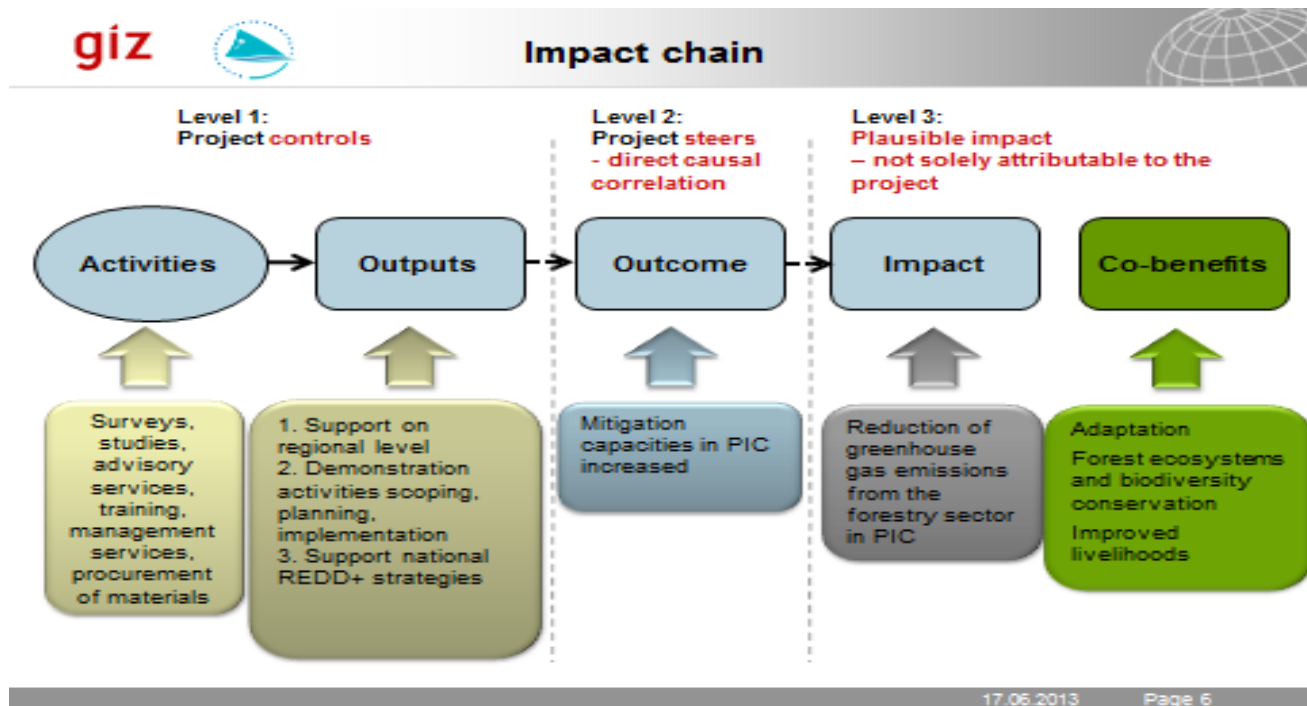 giz
Impact chain
Level 1:
Project controls
Level 2:
Project steers
- direct causal
correlation
Level 3:
Plausible impact
– not solely attributable to the
project
Activities
Outputs
Outcome
Impact
Co-benefits
Surveys,
studies,
advisory
services,
training,
management
services,
procurement
of materials
1. Support on
regional level
2. Demonstration
activities scoping,
planning,
implementation
3. Support national
REDD+ strategies
Mitigation
capacities in PIC
increased
Reduction of
greenhouse
gas emissions
from the
forestry sector
in PIC
Adaptation
Forest ecosystems
and biodiversity
conservation
Improved
livelihoods
17.06.2013 Page 6